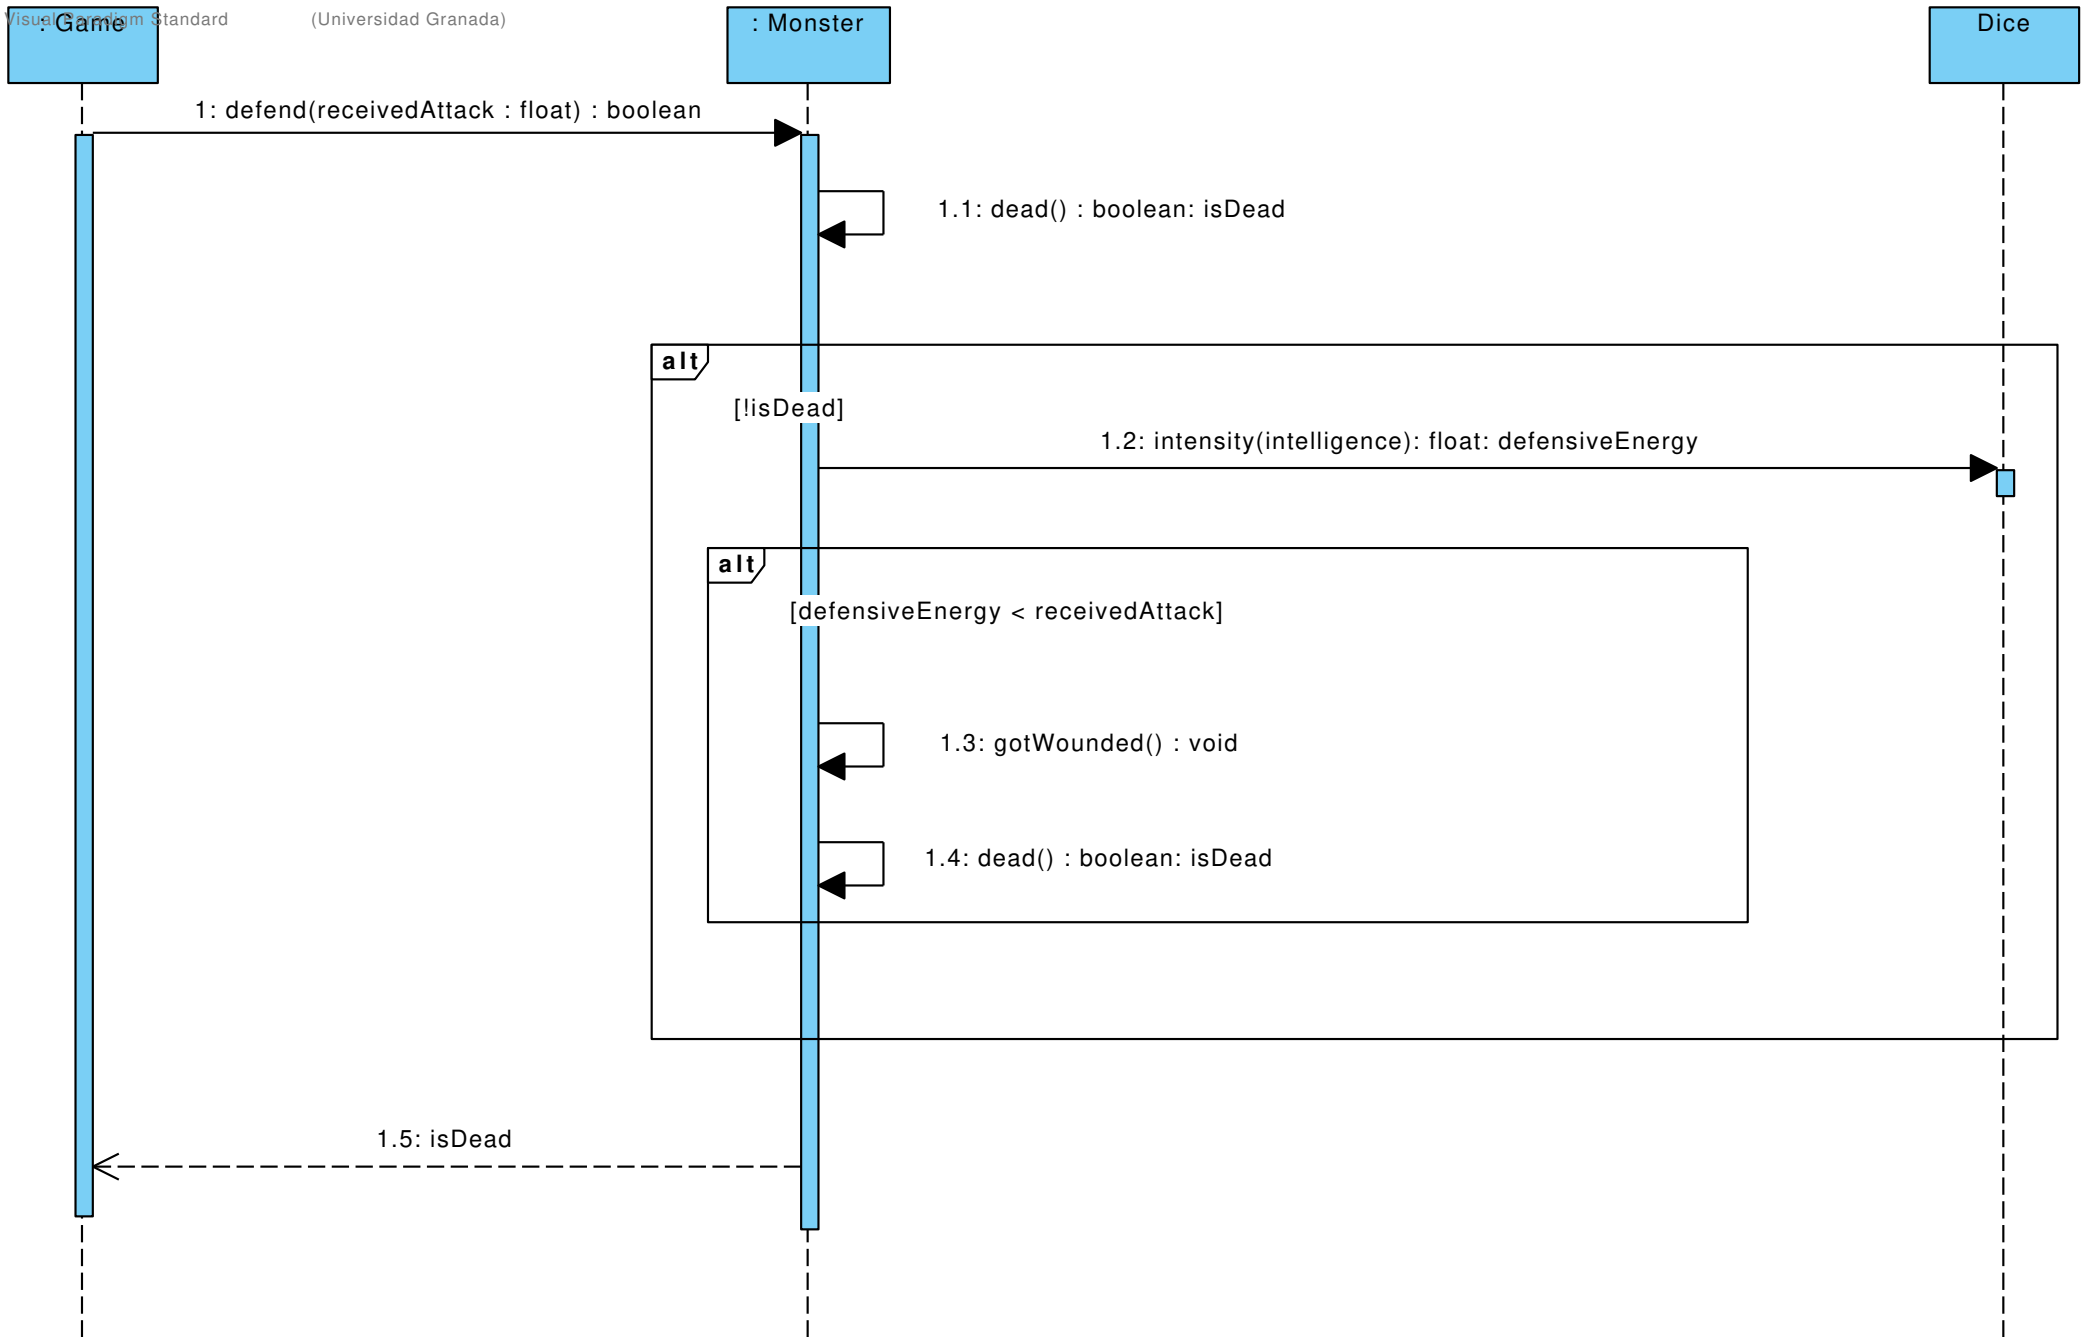 Visual Paradigm Standard (Universidad Granada)
: Game
: Monster
Dice
1: defend(receivedAttack : float) : boolean
1.1: dead() : boolean: isDead
alt
[!isDead]
1.2: intensity(intelligence): float: defensiveEnergy
alt
[defensiveEnergy < receivedAttack]
1.3: gotWounded() : void
1.4: dead() : boolean: isDead
1.5: isDead